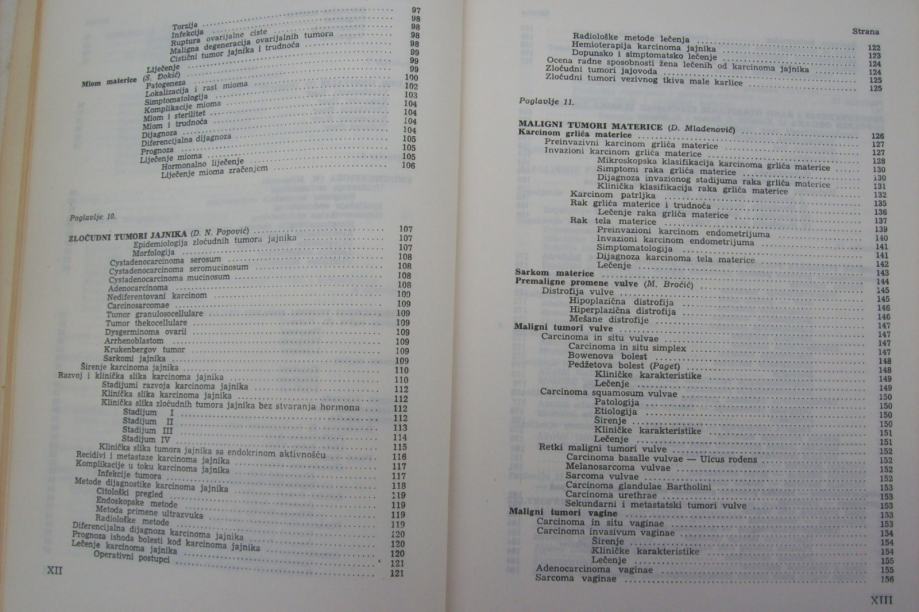 Torzija 97
Infekcija 98
Ruptura ovarijalne ciste 98
Maligna degeneracija ovarijalnih tumora 98
Cistični tumor jajnika i trudnoća 98
Liječenje 99
Miom materice (S. Đokić) 99
Patogeneza 99
Lokalizacija i rast mioma 100
Simptomatologija 102
Komplikacije mioma 103
Miom i sterilitet 104
Miom i trudnoća 104
Dijagnoza 104
Diferencijalna dijagnoza 104
Prognoza 105
Liječenje mioma 105
Hormonalno liječenje 105
Liječenje mioma zračenjem 106
Poglavlje 10.
ZLOĆUDNI TUMORI JAJNIKA (D. N. Popović) 107
Epidemiologija zloćudnih tumora jajnika 107
Morfologija 107
Cystadenocarcinoma serosum 108
Cystadenocarcinoma seromucinosum 108
Cystadenocarcinoma mucinosum 108
Adenocarcinoma 108
Nediferentovani karcinom 109
Carcinosarcomae 109
Tumor granulosocellulare 109
Tumor thekocellulare 109
Dysgerminoma ovarii 109
Arrhenoblastom 109
Krukenbergov tumor 109
Sarkomi jajnika 109
Širenje karcinoma jajnika 110
Razvoj i klinička slika karcinoma jajnika 110
Stadijumi razvoja karcinoma jajnika 112
Klinička slika karcinoma jajnika 112
Klinička slika zloćudnih tumora jajnika bez stvaranja hormona 112
Stadijum I 112
Stadijum II 113
Stadijum III 114
Stadijum IV 115
Klinička slika tumora jajnika sa endokrinom aktivnošću 116
Recidivi i metastaze karcinoma jajnika 117
Komplikacije u toku karcinoma jajnika 117
Infekcije tumora 118
Metode dijagnostike karcinoma jajnika 119
Citološki pregled 119
Endoskopske metode 119
Metoda primene ultrazvuka 119
Radiološke metode 120
Diferencijalna dijagnoza karcinoma jajnika 120
Prognoza ishoda bolesti kod karcinoma jajnika 120
Lečenje karcinoma jajnika 121
Operativni postupci 121
XII
Strana
Radiološke metode lečenja 122
Hemioterapija karcinoma jajnika 123
Dopunsko i simptomatsko lečenje 124
Ocena radne sposobnosti žena lečenih od karcinoma jajnika 124
Zloćudni tumori jajovoda 125
Zloćudni tumori vezivnog tkiva male karlice 125
Poglavlje 11.
MALIGNI TUMORI MATERICE (D. Mladenović)
Karcinom grlića materice 126
Preinvazivni karcinom grlića materice 127
Invazioni karcinom grlića materice 127
Mikroskopska klasifikacija karcinoma grlića materice 128
Simptomi raka grlića materice 130
Dijagnoza invazionog stadijuma raka grlića materice 130
Klinička klasifikacija raka grlića materice 131
Karcinom patrljka 132
Rak grlića materice i trudnoća 135
Lečenje raka grlića materice 136
Rak tela materice 137
Preinvazioni karcinom endometrijuma 139
Invazioni karcinom endometrijuma 140
Simptomatologija 141
Dijagnoza karcinoma tela materice 141
Lečenje 142
Sarkom materice 143
Premaligne promene vulve (M. Bročić) 144
Distrofija vulve 145
Hipoplazična distrofija 145
Hiperplazična distrofija 146
Mešane distrofije 146
Maligni tumori vulve 147
Carcinoma in situ vulvae 147
Carcinoma in situ simplex 147
Bowenova bolest 148
Pedžetova bolest (Paget) 148
Kliničke karakteristike 149
Lečenje 149
Carcinoma squamosum vulvae 150
Patologija 150
Etiologija 150
Širenje 150
Kliničke karakteristike 151
Lečenje 151
Retki maligni tumori vulve 152
Carcinoma basalle vulvae — Ulcus rodens 152
Melanosarcoma vulvae 152
Sarcoma vulvae 152
Carcinoma glandulae Bartholini 153
Carcinoma urethrae 153
Sekundarni i metastatski tumori vulve 153
Maligni tumori vagine 153
Carcinoma in situ vaginae 153
Carcinoma invasivum vaginae 154
Širenje 154
Kliničke karakteristike 154
Lečenje 154
Adenocarcinoma vaginae 155
Sarcoma vaginae 156
XIII